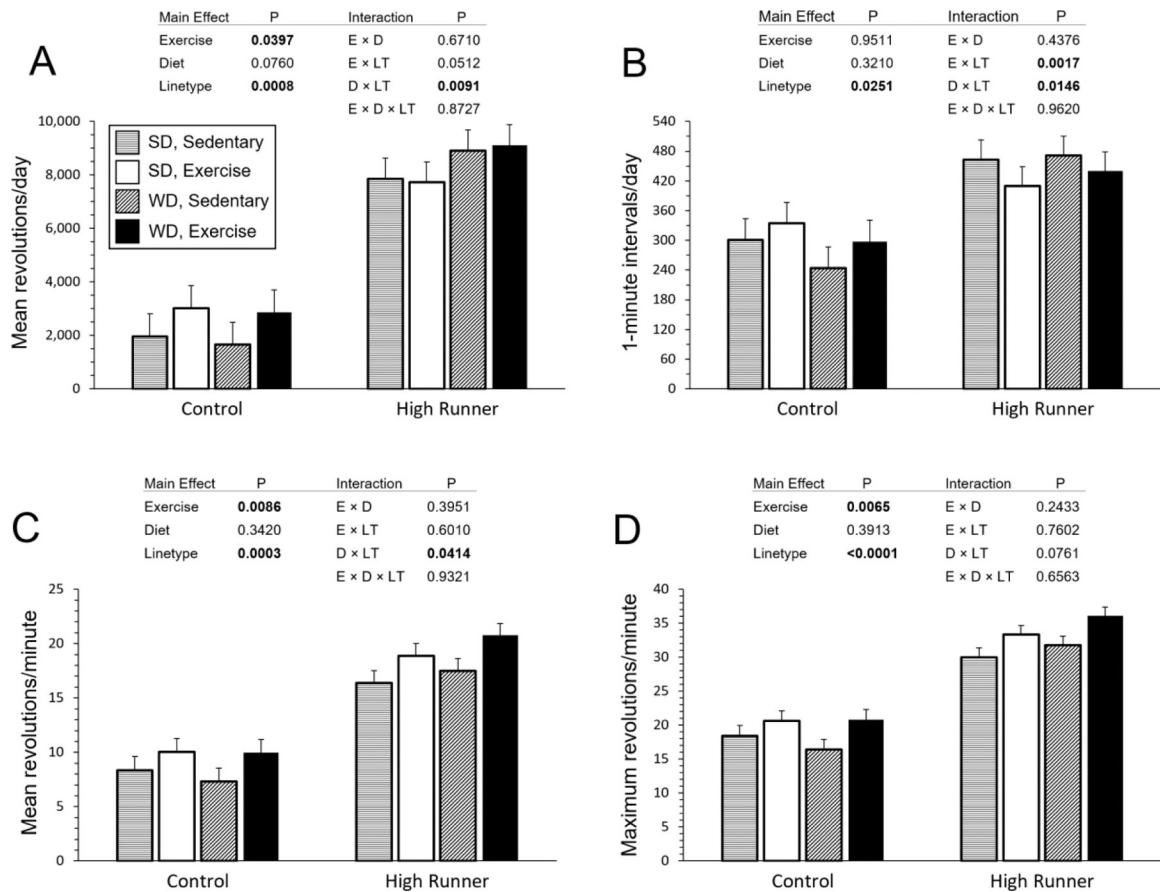 A
Main Effect P Interaction P
Exercise 0.0397 E × D 0.6710
Diet 0.0760 E × LT 0.0512
Linetype 0.0008 D × LT 0.0091
E × D × LT 0.8727
Mean revolutions/day
10,000
8,000
6,000
4,000
2,000
0
SD, Sedentary
SD, Exercise
WD, Sedentary
WD, Exercise
Control High Runner
B
Main Effect P Interaction P
Exercise 0.9511 E × D 0.4376
Diet 0.3210 E × LT 0.0017
Linetype 0.0251 D × LT 0.0146
E × D × LT 0.9620
1-minute intervals/day
540
480
420
360
300
240
180
120
60
0
Control High Runner
C
Main Effect P Interaction P
Exercise 0.0086 E × D 0.3951
Diet 0.3420 E × LT 0.6010
Linetype 0.0003 D × LT 0.0414
E × D × LT 0.9321
Mean revolutions/minute
25
20
15
10
5
0
Control High Runner
D
Main Effect P Interaction P
Exercise 0.0065 E × D 0.2433
Diet 0.3913 E × LT 0.7602
Linetype <0.0001 D × LT 0.0761
E × D × LT 0.6563
Maximum revolutions/minute
40
35
30
25
20
15
10
5
0
Control High Runner